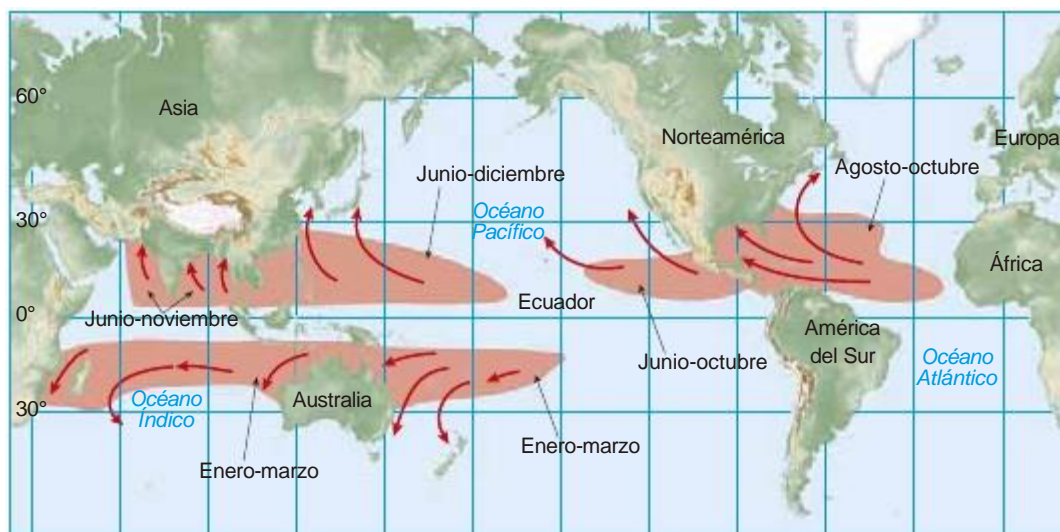 60°
Asia
Norteamérica
Europa
Junio-diciembre
Agosto-octubre
Océano
Pacífico
30°
África
Ecuador
Junio-noviembre
0°
América
del Sur
Junio-octubre
Océano
Atlántico
Océano
Índico
Australia
30°
Enero-marzo
Enero-marzo